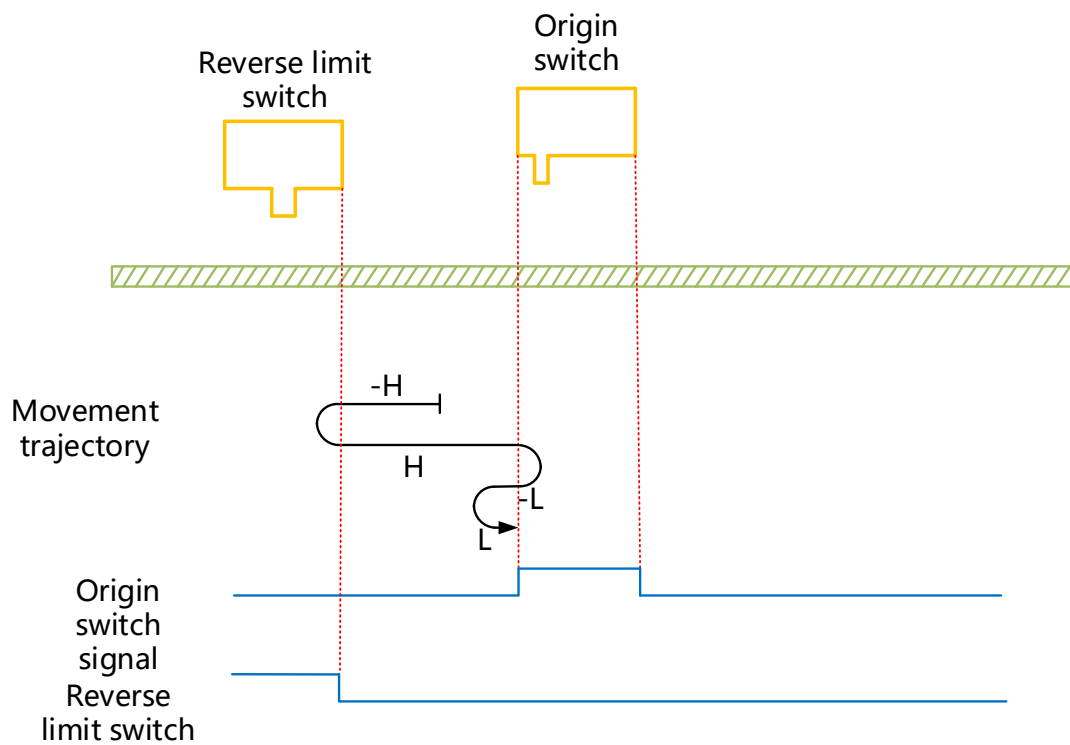 Origin
switch
Reverse limit
switch
-H
Movement
trajectory
H
-L
L
Origin
switch
signal
Reverse
limit switch